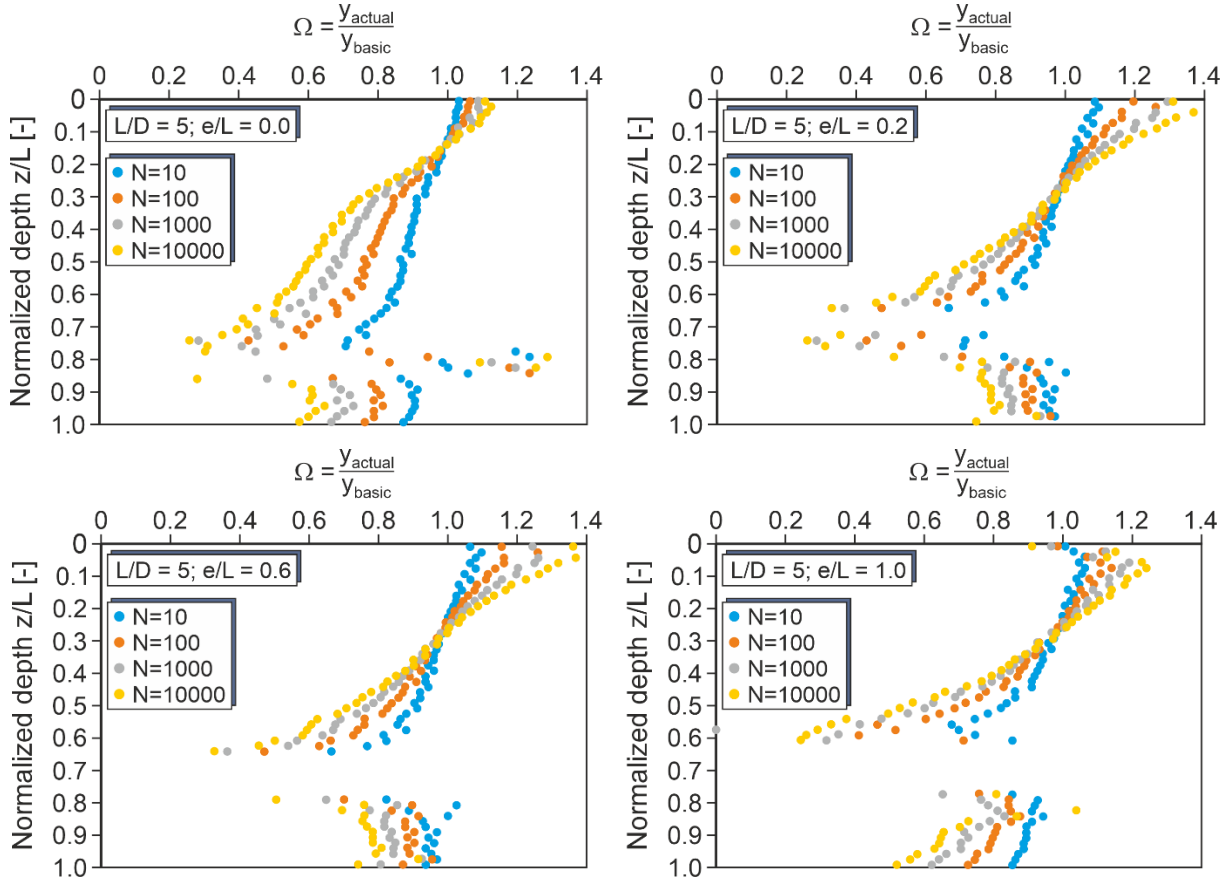 Ω = y_actual / y_basic
0 0.2 0.4 0.6 0.8 1.0 1.2 1.4
Normalized depth z/L [-]
0
0.1
0.2
0.3
0.4
0.5
0.6
0.7
0.8
0.9
1.0
L/D = 5; e/L = 0.0
N=10
N=100
N=1000
N=10000
Ω = y_actual / y_basic
0 0.2 0.4 0.6 0.8 1.0 1.2 1.4
Normalized depth z/L [-]
0
0.1
0.2
0.3
0.4
0.5
0.6
0.7
0.8
0.9
1.0
L/D = 5; e/L = 0.2
N=10
N=100
N=1000
N=10000
Ω = y_actual / y_basic
0 0.2 0.4 0.6 0.8 1.0 1.2 1.4
Normalized depth z/L [-]
0
0.1
0.2
0.3
0.4
0.5
0.6
0.7
0.8
0.9
1.0
L/D = 5; e/L = 0.6
N=10
N=100
N=1000
N=10000
Ω = y_actual / y_basic
0 0.2 0.4 0.6 0.8 1.0 1.2 1.4
Normalized depth z/L [-]
0
0.1
0.2
0.3
0.4
0.5
0.6
0.7
0.8
0.9
1.0
L/D = 5; e/L = 1.0
N=10
N=100
N=1000
N=10000